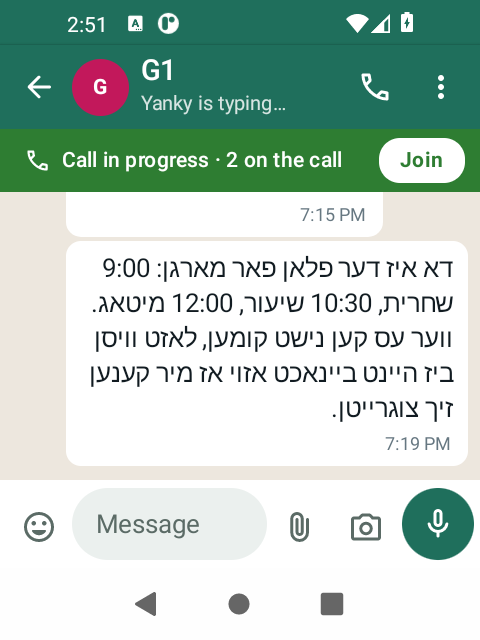 2:51
A
G
G1
Yanky is typing…
Call in progress · 2 on the call
Join
7:15 PM
דא איז דער פלאן פאר מארגן: 9:00
שחרית, 10:30 שיעור, 12:00 מיטאג.
ווער עס קען נישט קומען, לאזט וויסן
ביז היינט ביינאכט אזוי אז מיר קענען
זיך צוגרייטן.
7:19 PM
Message